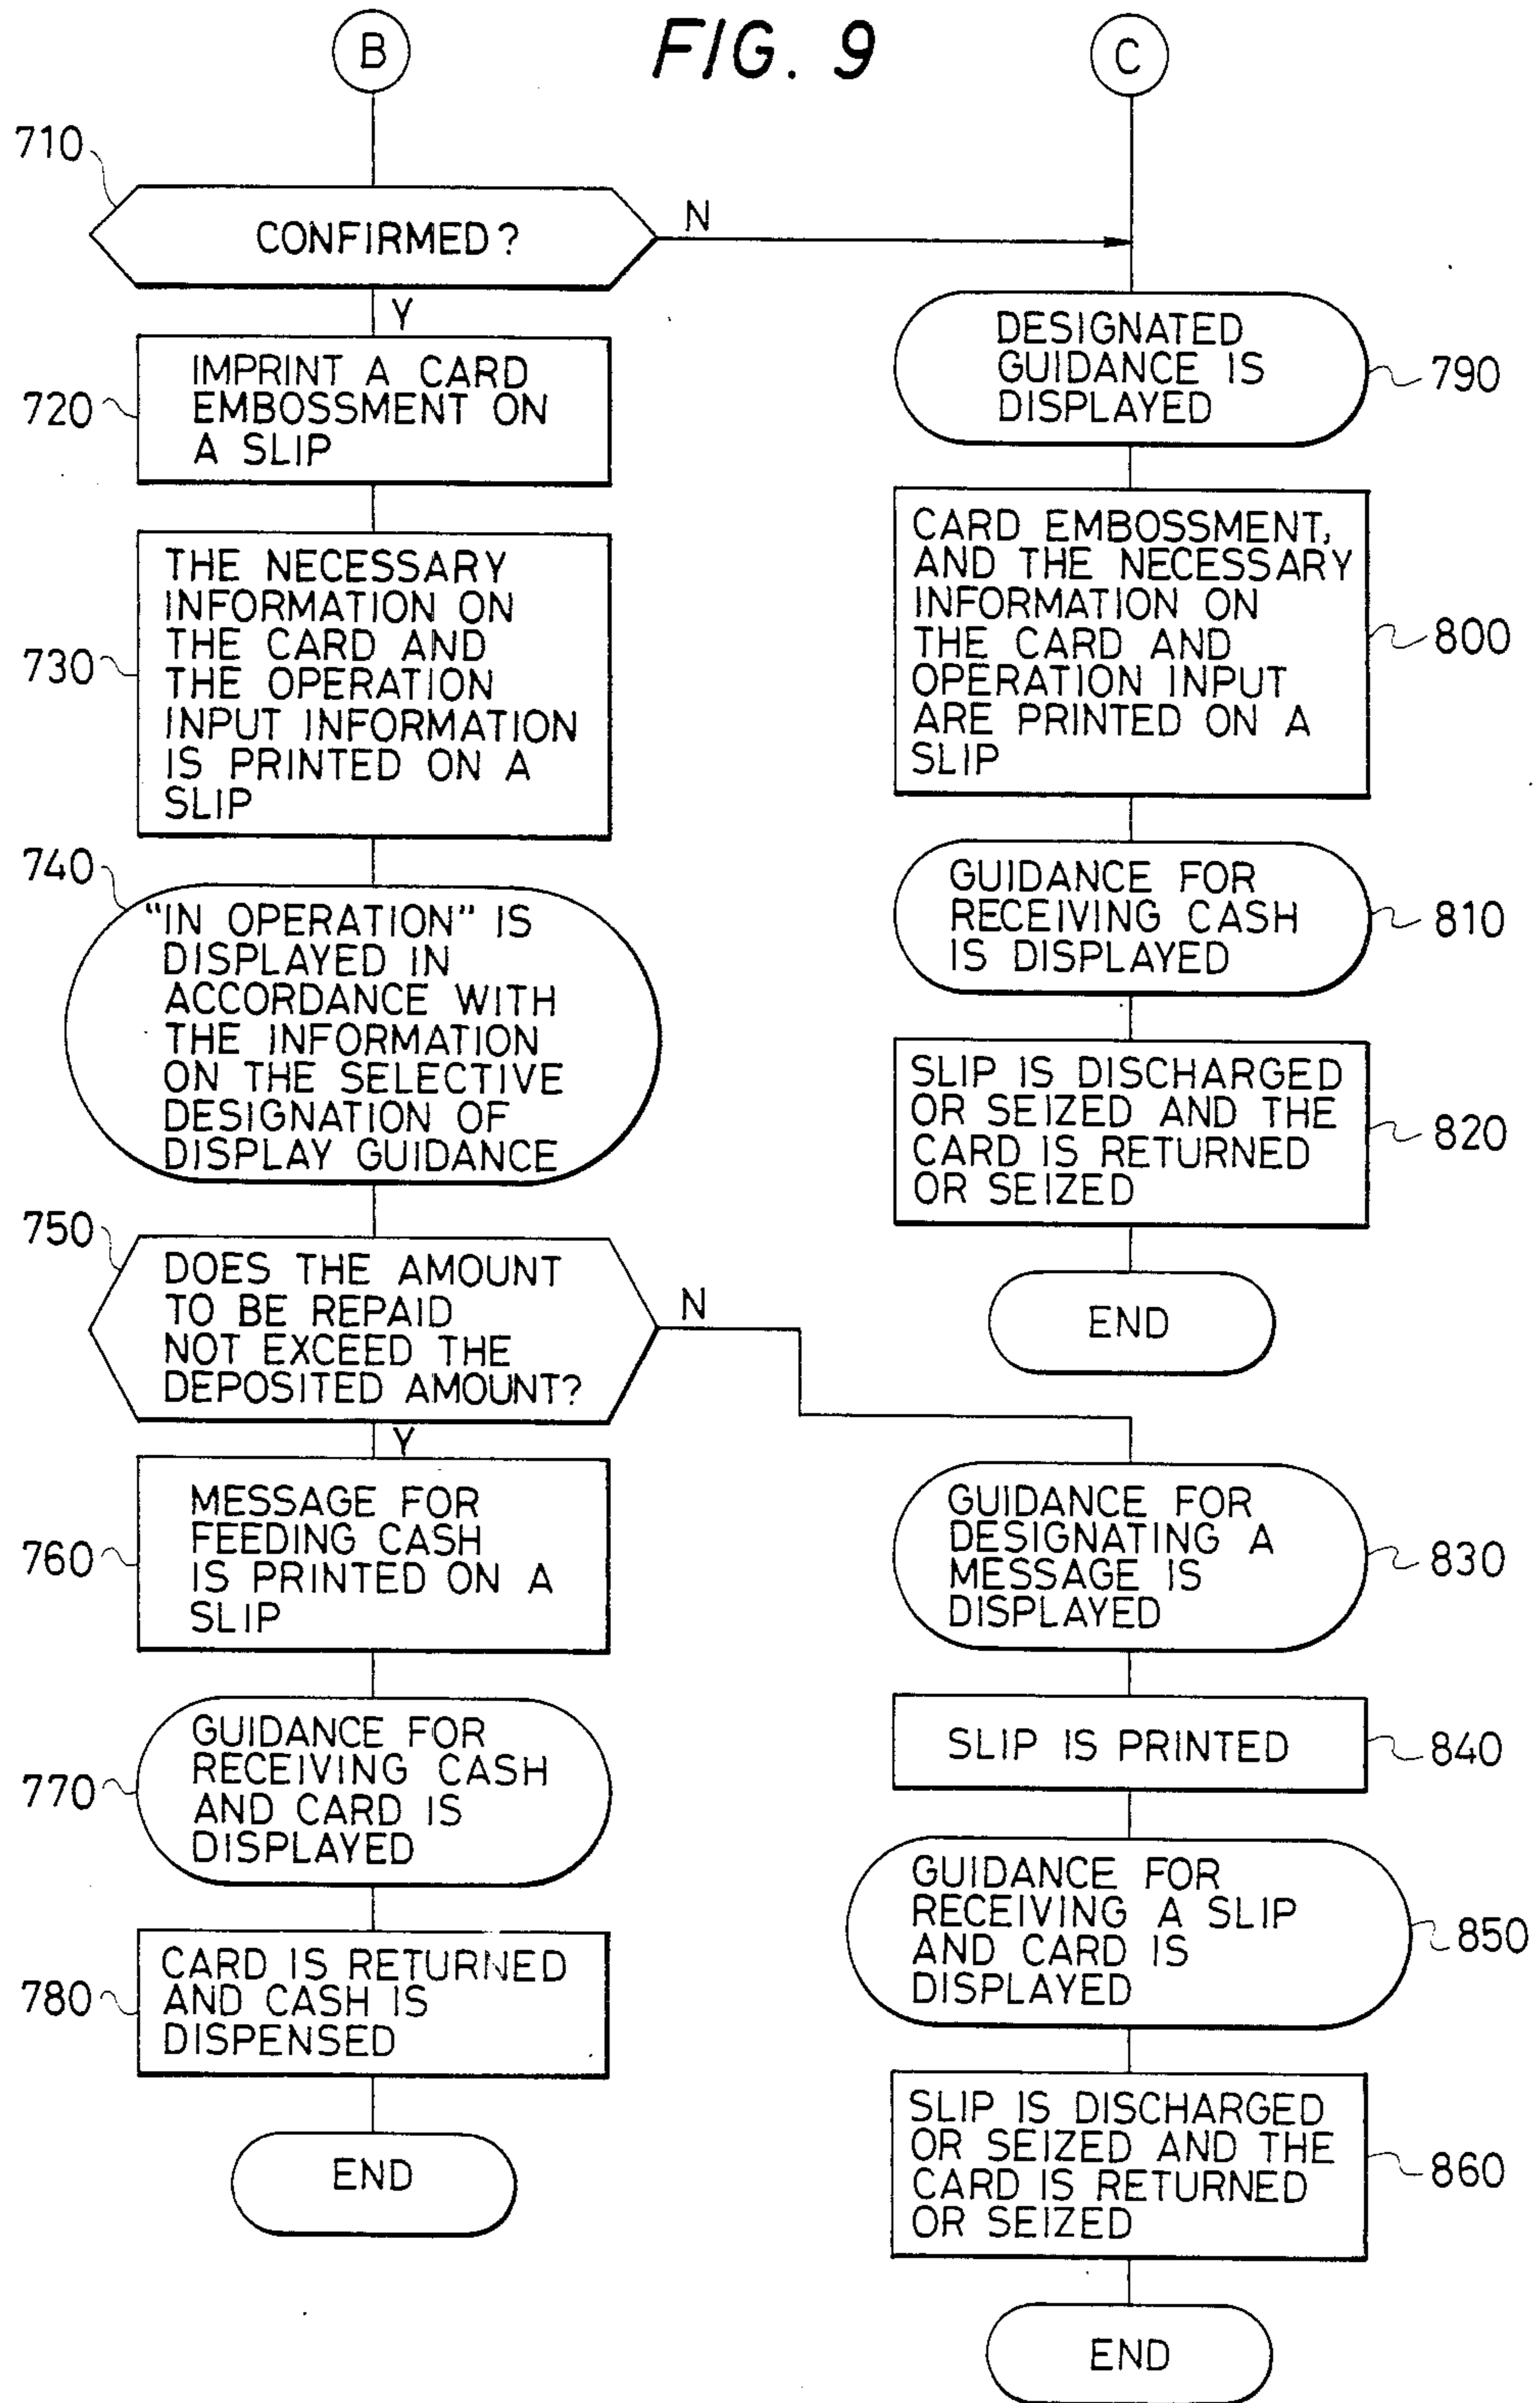 FIG. 9
B
710
CONFIRMED?
N
Y
720
IMPRINT A CARD
EMBOSSMENT ON
A SLIP
730
THE NECESSARY
INFORMATION ON
THE CARD AND
THE OPERATION
INPUT INFORMATION
IS PRINTED ON A
SLIP
740
"IN OPERATION" IS
DISPLAYED IN
ACCORDANCE WITH
THE INFORMATION
ON THE SELECTIVE
DESIGNATION OF
DISPLAY GUIDANCE
750
DOES THE AMOUNT
TO BE REPAID
NOT EXCEED THE
DEPOSITED AMOUNT?
N
Y
760
MESSAGE FOR
FEEDING CASH
IS PRINTED ON A
SLIP
770
GUIDANCE FOR
RECEIVING CASH
AND CARD IS
DISPLAYED
780
CARD IS RETURNED
AND CASH IS
DISPENSED
END
C
DESIGNATED
GUIDANCE IS
DISPLAYED
790
CARD EMBOSSMENT,
AND THE NECESSARY
INFORMATION ON
THE CARD AND
OPERATION INPUT
ARE PRINTED ON A
SLIP
800
GUIDANCE FOR
RECEIVING CASH
IS DISPLAYED
810
SLIP IS DISCHARGED
OR SEIZED AND THE
CARD IS RETURNED
OR SEIZED
820
END
GUIDANCE FOR
DESIGNATING A
MESSAGE IS
DISPLAYED
830
SLIP IS PRINTED
840
GUIDANCE FOR
RECEIVING A SLIP
AND CARD IS
DISPLAYED
850
SLIP IS DISCHARGED
OR SEIZED AND THE
CARD IS RETURNED
OR SEIZED
860
END